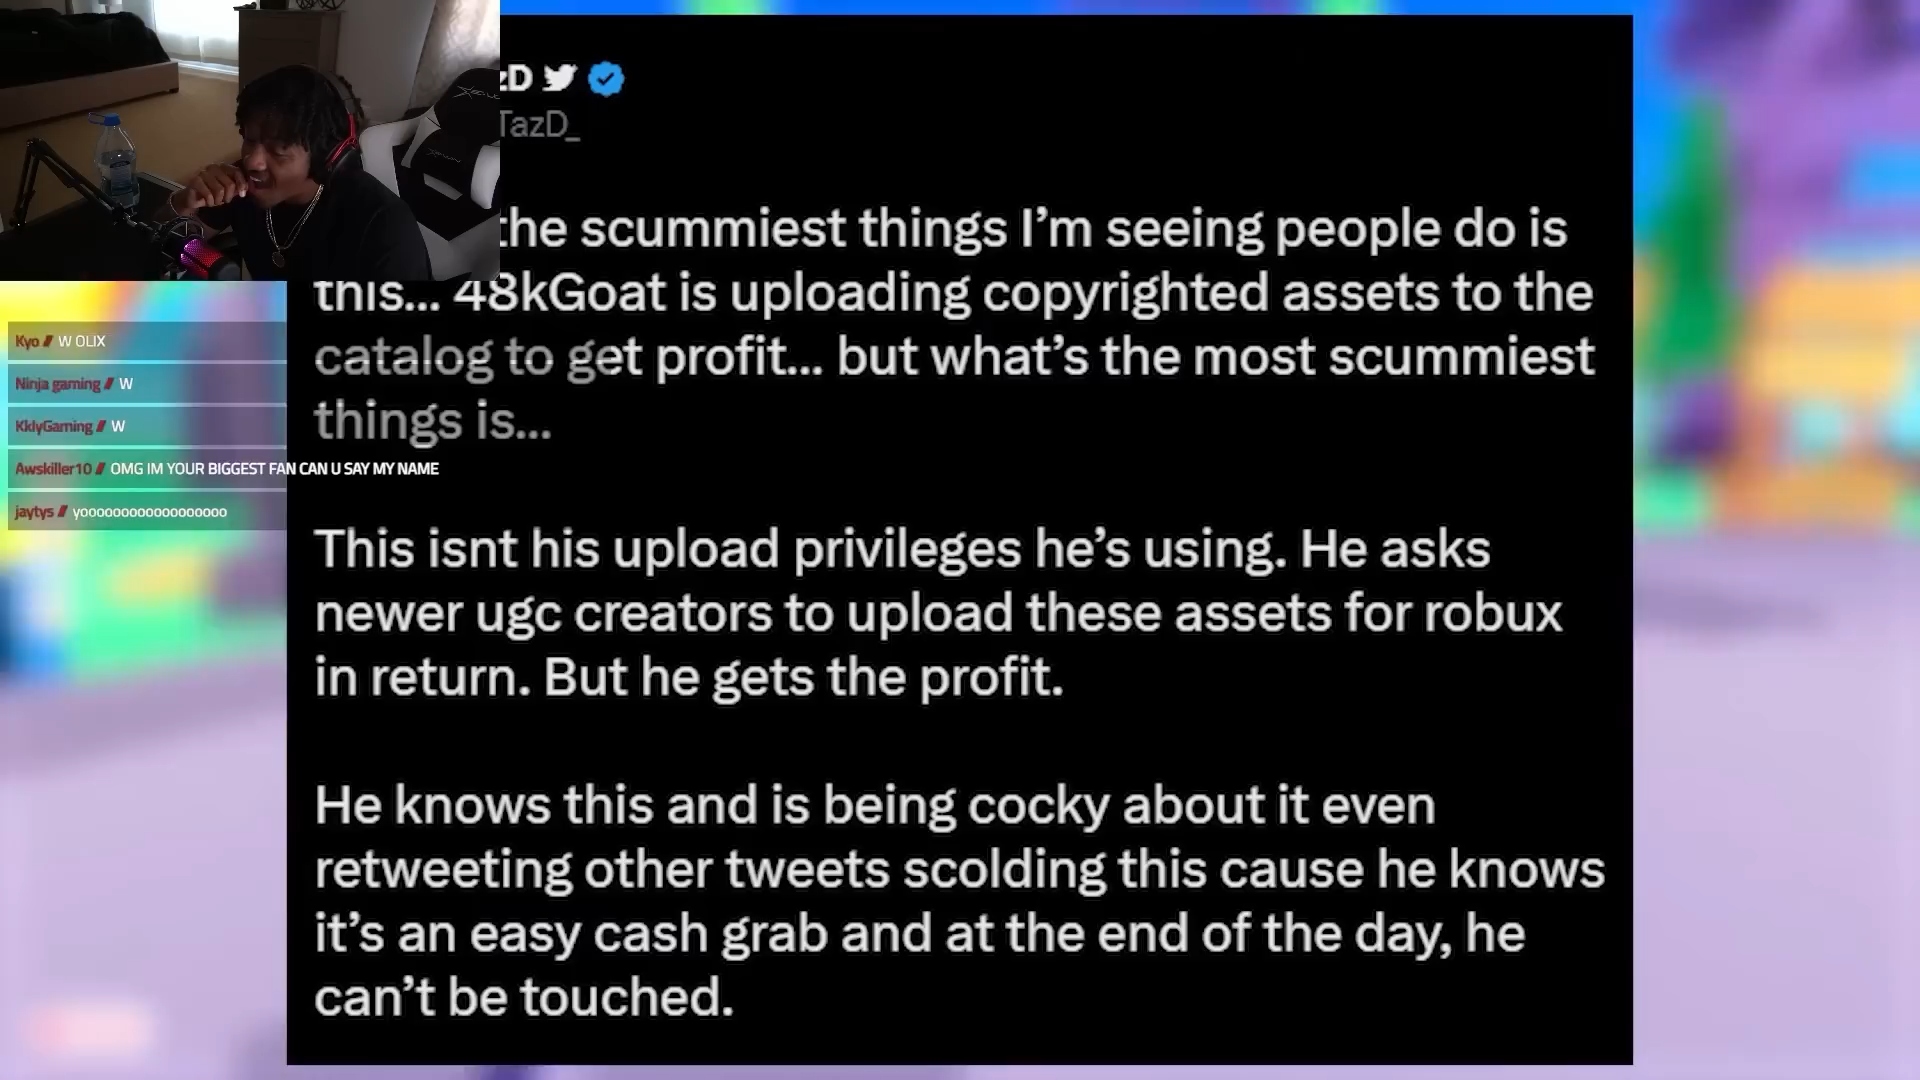 zD
TazD_
the scummiest things I’m seeing people do is
this... 48kGoat is uploading copyrighted assets to the
catalog to get profit... but what’s the most scummiest
things is...
Kyo // W OLIX
Ninja gaming // W
KklyGaming // W
Awskiller10 // OMG IM YOUR BIGGEST FAN CAN U SAY MY NAME
jaytys // yoooooooooooooooooo
This isnt his upload privileges he’s using. He asks
newer ugc creators to upload these assets for robux
in return. But he gets the profit.
He knows this and is being cocky about it even
retweeting other tweets scolding this cause he knows
it’s an easy cash grab and at the end of the day, he
can’t be touched.